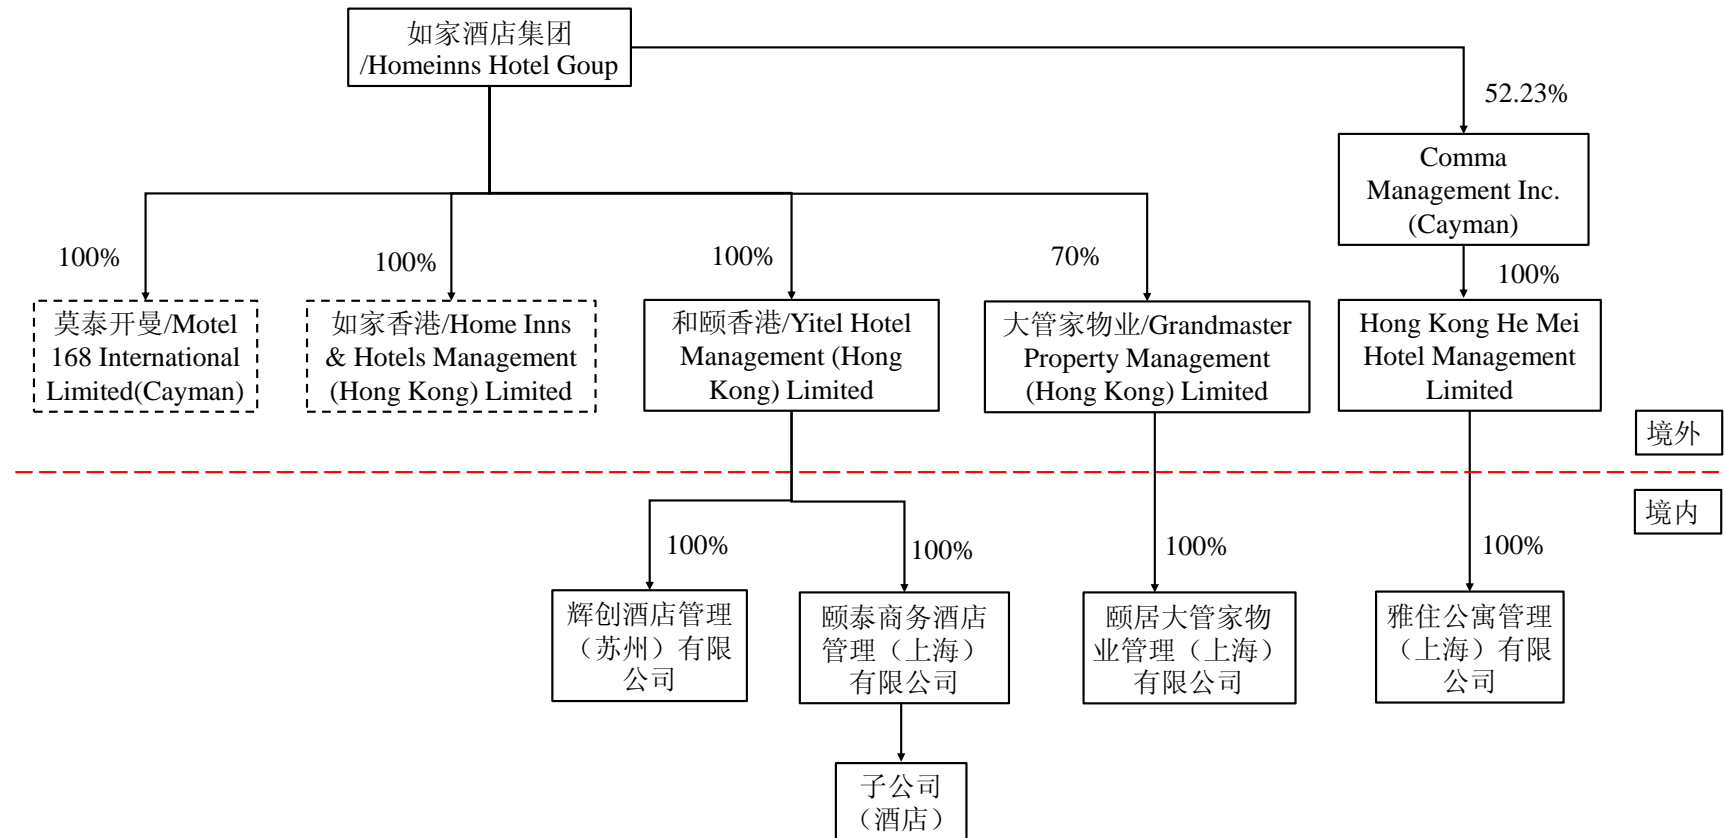 如家酒店集团
/Homeinns Hotel Goup
52.23%
Comma
Management Inc.
(Cayman)
100%
100%
100%
70%
100%
莫泰开曼/Motel
168 International
Limited(Cayman)
如家香港/Home Inns
& Hotels Management
(Hong Kong) Limited
和颐香港/Yitel Hotel
Management (Hong
Kong) Limited
大管家物业/Grandmaster
Property Management
(Hong Kong) Limited
Hong Kong He Mei
Hotel Management
Limited
境外
境内
100%
100%
100%
100%
辉创酒店管理
（苏州）有限
公司
颐泰商务酒店
管理（上海）
有限公司
颐居大管家物
业管理（上海）
有限公司
雅住公寓管理
（上海）有限
公司
子公司
（酒店）